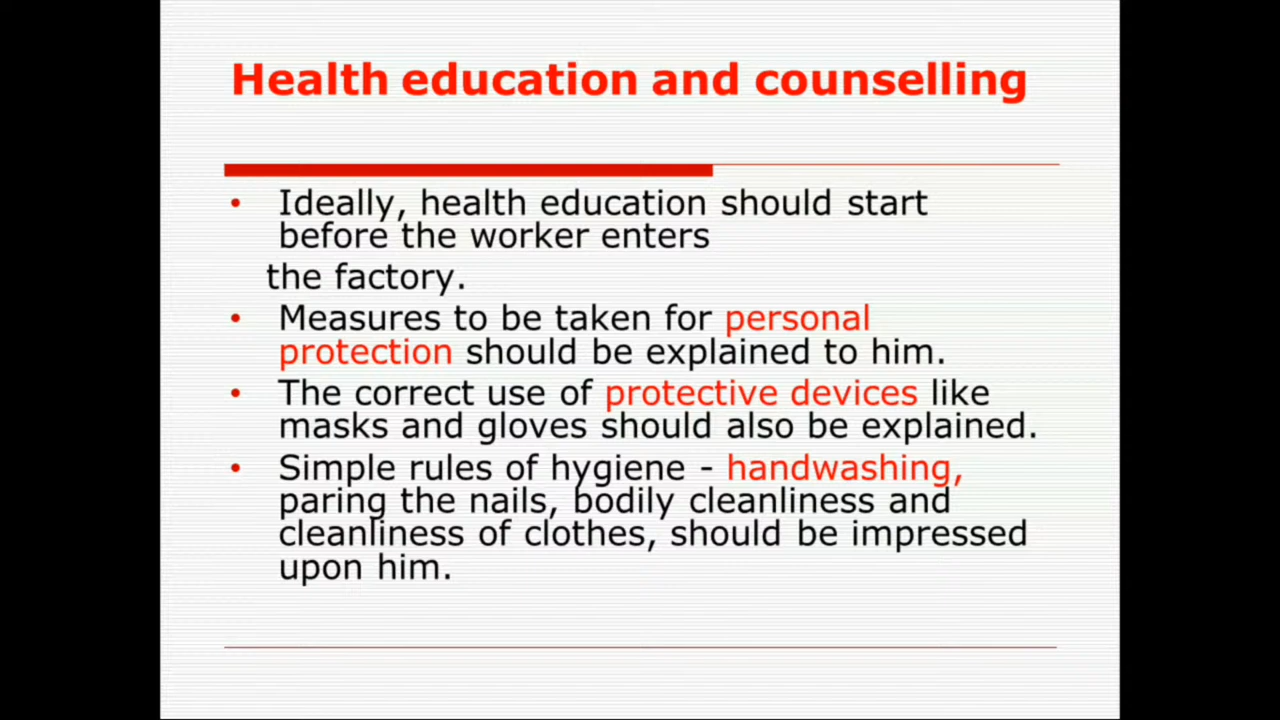 Health education and counselling
• Ideally, health education should start
before the worker enters
the factory.
• Measures to be taken for personal
protection should be explained to him.
• The correct use of protective devices like
masks and gloves should also be explained.
• Simple rules of hygiene - handwashing,
paring the nails, bodily cleanliness and
cleanliness of clothes, should be impressed
upon him.